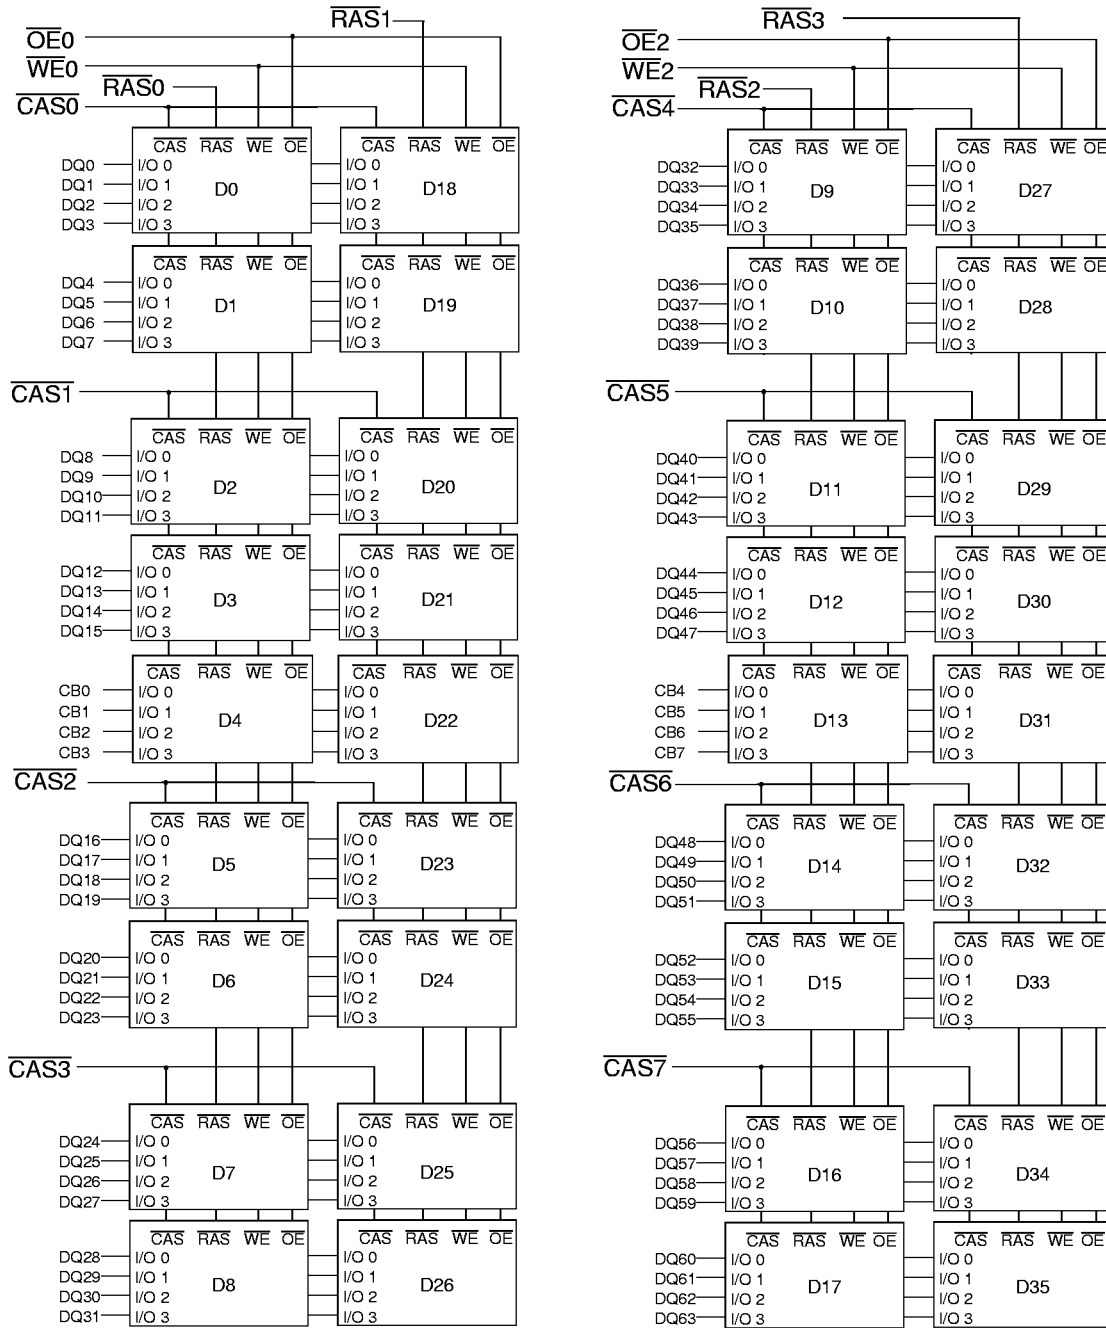 RAS1
RAS3
OE0
OE2
WE0
WE2
RAS0
RAS2
CAS0
CAS4
CAS RAS WE OE CAS RAS WE OE
CAS RAS WE OE CAS RAS WE OE
DQ0 I/O 0 I/O 0
DQ1 I/O 1 D0 I/O 1 D18
DQ2 I/O 2 I/O 2
DQ3 I/O 3 I/O 3
DQ32 I/O 0 I/O 0
DQ33 I/O 1 D9 I/O 1 D27
DQ34 I/O 2 I/O 2
DQ35 I/O 3 I/O 3
CAS RAS WE OE CAS RAS WE OE
CAS RAS WE OE CAS RAS WE OE
DQ4 I/O 0 I/O 0
DQ5 I/O 1 D1 I/O 1 D19
DQ6 I/O 2 I/O 2
DQ7 I/O 3 I/O 3
DQ36 I/O 0 I/O 0
DQ37 I/O 1 D10 I/O 1 D28
DQ38 I/O 2 I/O 2
DQ39 I/O 3 I/O 3
CAS1
CAS5
CAS RAS WE OE CAS RAS WE OE
CAS RAS WE OE CAS RAS WE OE
DQ8 I/O 0 I/O 0
DQ9 I/O 1 D2 I/O 1 D20
DQ10 I/O 2 I/O 2
DQ11 I/O 3 I/O 3
DQ40 I/O 0 I/O 0
DQ41 I/O 1 D11 I/O 1 D29
DQ42 I/O 2 I/O 2
DQ43 I/O 3 I/O 3
CAS RAS WE OE CAS RAS WE OE
CAS RAS WE OE CAS RAS WE OE
DQ12 I/O 0 I/O 0
DQ13 I/O 1 D3 I/O 1 D21
DQ14 I/O 2 I/O 2
DQ15 I/O 3 I/O 3
DQ44 I/O 0 I/O 0
DQ45 I/O 1 D12 I/O 1 D30
DQ46 I/O 2 I/O 2
DQ47 I/O 3 I/O 3
CAS RAS WE OE CAS RAS WE OE
CAS RAS WE OE CAS RAS WE OE
CB0 I/O 0 I/O 0
CB1 I/O 1 D4 I/O 1 D22
CB2 I/O 2 I/O 2
CB3 I/O 3 I/O 3
CB4 I/O 0 I/O 0
CB5 I/O 1 D13 I/O 1 D31
CB6 I/O 2 I/O 2
CB7 I/O 3 I/O 3
CAS2
CAS6
CAS RAS WE OE CAS RAS WE OE
CAS RAS WE OE CAS RAS WE OE
DQ16 I/O 0 I/O 0
DQ17 I/O 1 D5 I/O 1 D23
DQ18 I/O 2 I/O 2
DQ19 I/O 3 I/O 3
DQ48 I/O 0 I/O 0
DQ49 I/O 1 D14 I/O 1 D32
DQ50 I/O 2 I/O 2
DQ51 I/O 3 I/O 3
CAS RAS WE OE CAS RAS WE OE
CAS RAS WE OE CAS RAS WE OE
DQ20 I/O 0 I/O 0
DQ21 I/O 1 D6 I/O 1 D24
DQ22 I/O 2 I/O 2
DQ23 I/O 3 I/O 3
DQ52 I/O 0 I/O 0
DQ53 I/O 1 D15 I/O 1 D33
DQ54 I/O 2 I/O 2
DQ55 I/O 3 I/O 3
CAS3
CAS7
CAS RAS WE OE CAS RAS WE OE
CAS RAS WE OE CAS RAS WE OE
DQ24 I/O 0 I/O 0
DQ25 I/O 1 D7 I/O 1 D25
DQ26 I/O 2 I/O 2
DQ27 I/O 3 I/O 3
DQ56 I/O 0 I/O 0
DQ57 I/O 1 D16 I/O 1 D34
DQ58 I/O 2 I/O 2
DQ59 I/O 3 I/O 3
CAS RAS WE OE CAS RAS WE OE
CAS RAS WE OE CAS RAS WE OE
DQ28 I/O 0 I/O 0
DQ29 I/O 1 D8 I/O 1 D26
DQ30 I/O 2 I/O 2
DQ31 I/O 3 I/O 3
DQ60 I/O 0 I/O 0
DQ61 I/O 1 D17 I/O 1 D35
DQ62 I/O 2 I/O 2
DQ63 I/O 3 I/O 3